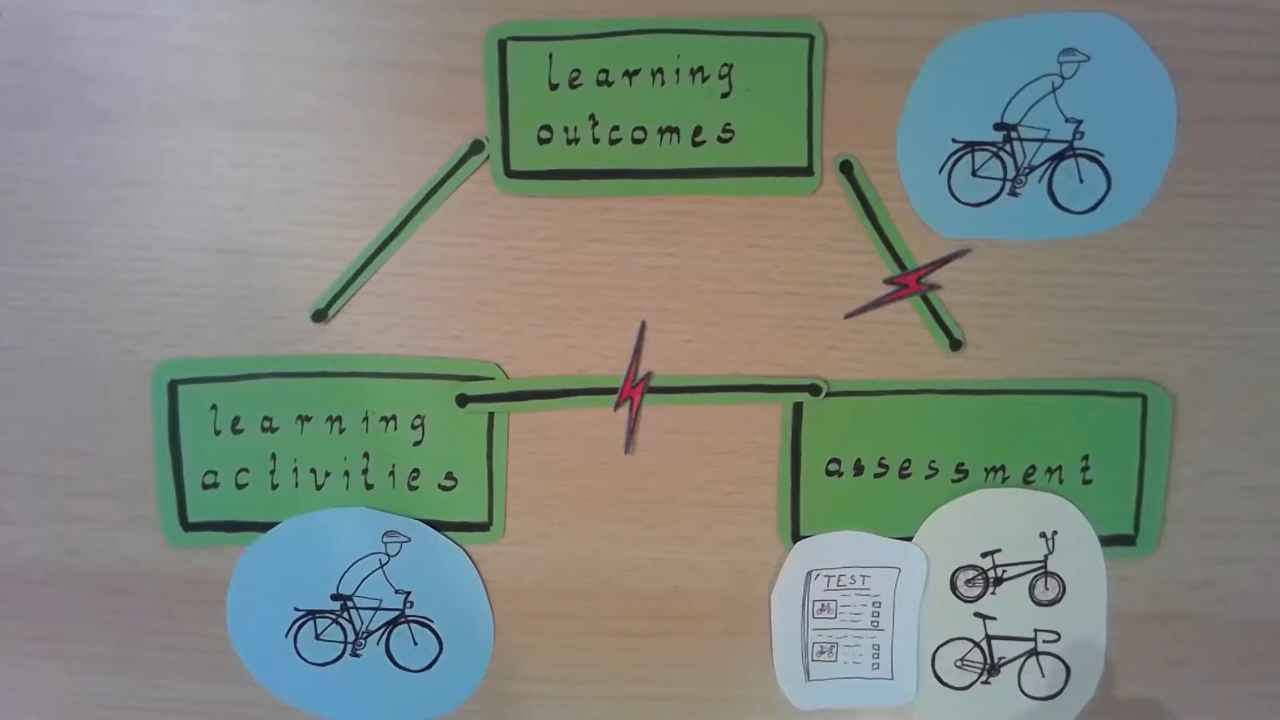 learning
outcomes
learning
activities
assessment
TEST